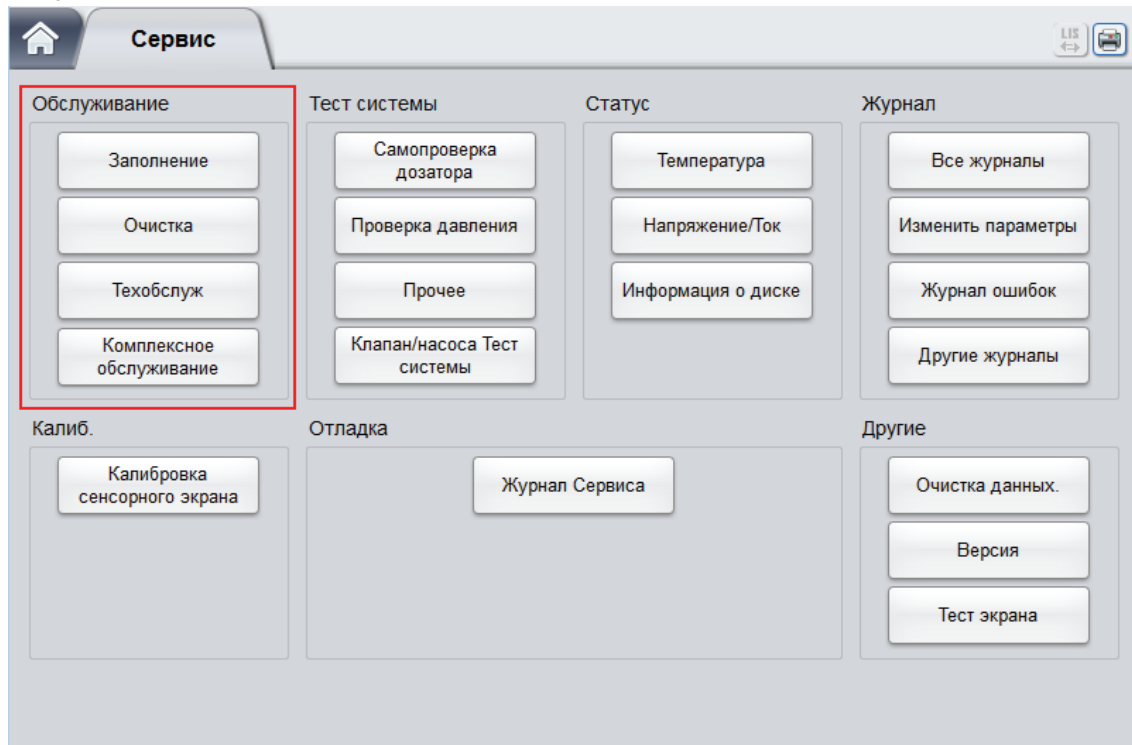 Сервис
LIS
Обслуживание
Заполнение
Очистка
Техобслуж
Комплексное
обслуживание
Тест системы
Самопроверка
дозатора
Проверка давления
Прочее
Клапан/насоса Тест
системы
Статус
Температура
Напряжение/Ток
Информация о диске
Журнал
Все журналы
Изменить параметры
Журнал ошибок
Другие журналы
Калиб.
Калибровка
сенсорного экрана
Отладка
Журнал Сервиса
Другие
Очистка данных.
Версия
Тест экрана